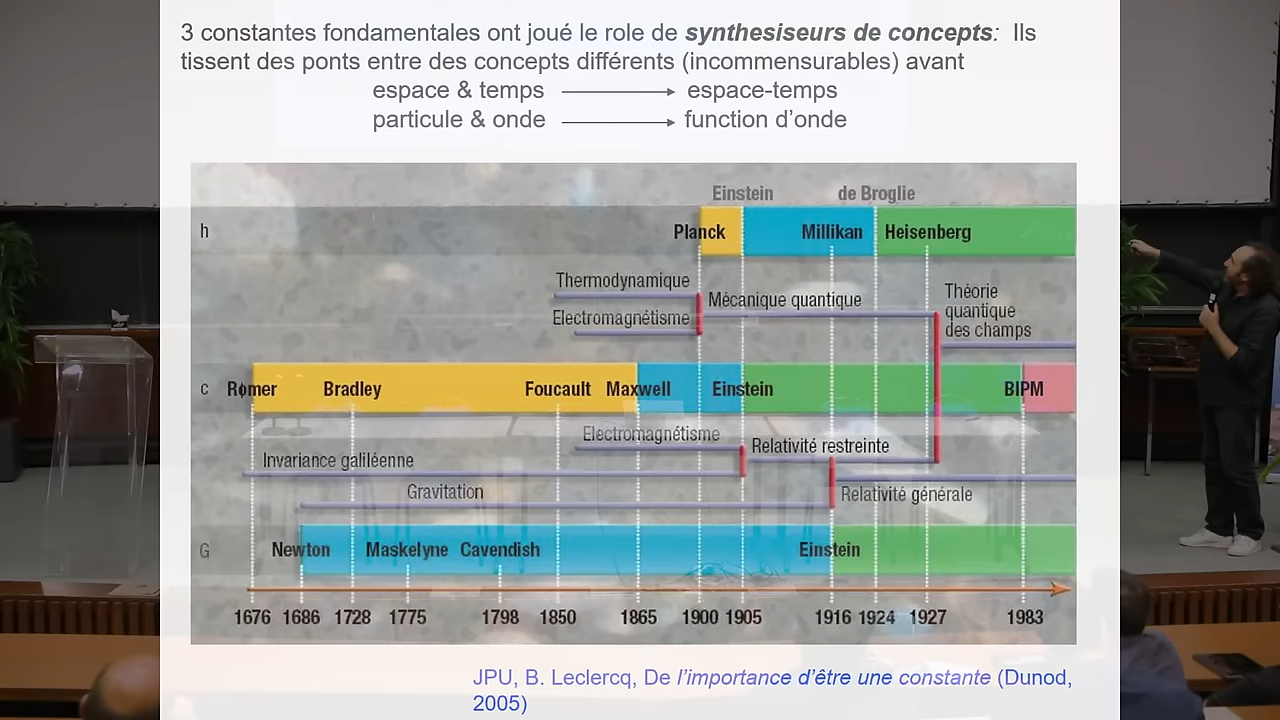 3 constantes fondamentales ont joué le role de synthesiseurs de concepts: Ils
tissent des ponts entre des concepts différents (incommensurables) avant
espace & temps espace-temps
particule & onde function d'onde
Einstein de Broglie
h Planck Millikan Heisenberg
Thermodynamique
Mécanique quantique
Electromagnétisme
Théorie
quantique
des champs
c Rømer Bradley Foucault Maxwell Einstein BIPM
Electromagnétisme
Relativité restreinte
Invariance galiléenne
Gravitation
Relativité générale
G Newton Maskelyne Cavendish Einstein
1676 1686 1728 1775 1798 1850 1865 1900 1905 1916 1924 1927 1983
JPU, B. Leclercq, De l'importance d'être une constante (Dunod,
2005)